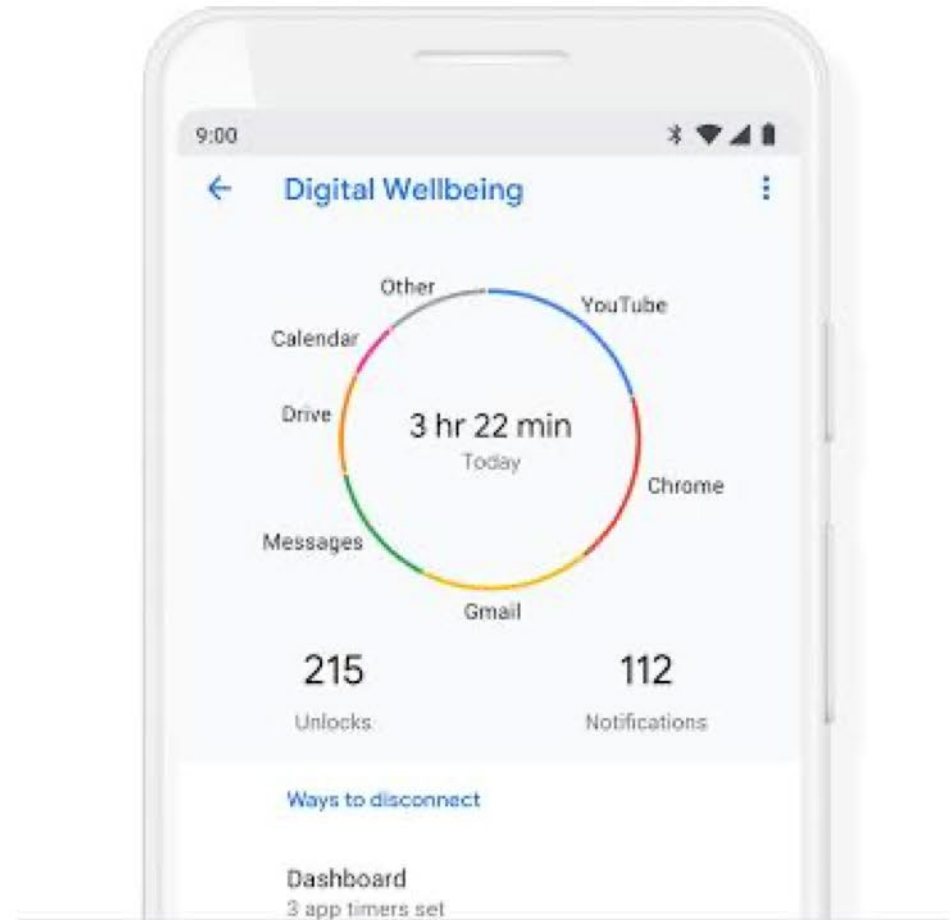 9:00
Digital Wellbeing
Other
YouTube
Calendar
Drive
3 hr 22 min
Today
Chrome
Messages
Gmail
215
112
Unlocks
Notifications
Ways to disconnect
Dashboard
3 app timers set